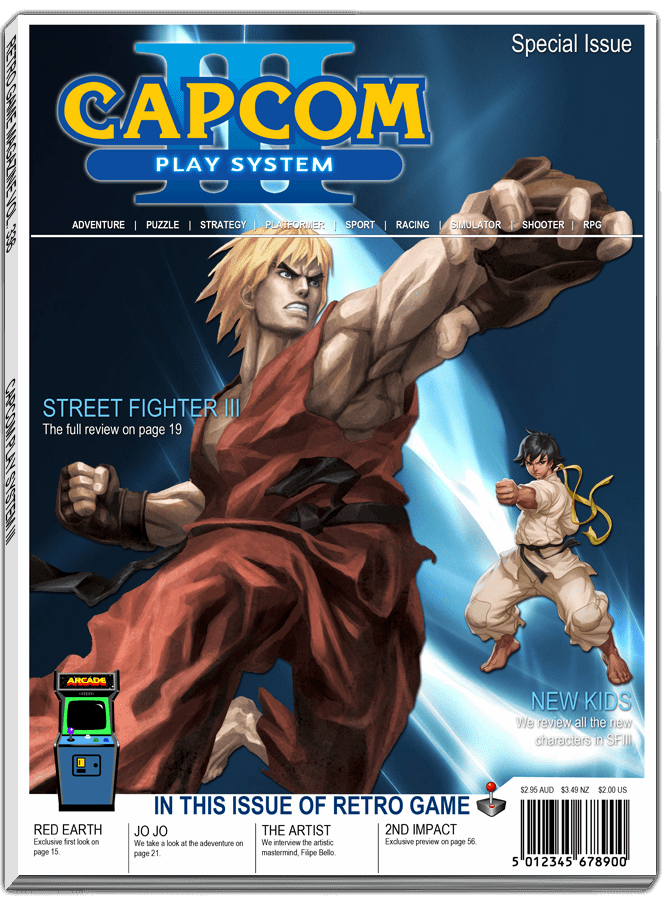 Special Issue
III
CAPCOM
PLAY SYSTEM
ADVENTURE | PUZZLE | STRATEGY | PLATFORMER | SPORT | RACING | SIMULATOR | SHOOTER | RPG
STREET FIGHTER III
The full review on page 19
NEW KIDS
We review all the new
characters in SFIII
ARCADE
IN THIS ISSUE OF RETRO GAME
$2.95 AUD $3.49 NZ $2.00 US
RED EARTH
Exclusive first look on
page 15.
JO JO
We take a look at the adeventure on
page 21.
THE ARTIST
We interview the artistic
mastermind, Filipe Bello.
2ND IMPACT
Exclusive preview on page 56.
5 012345 678900